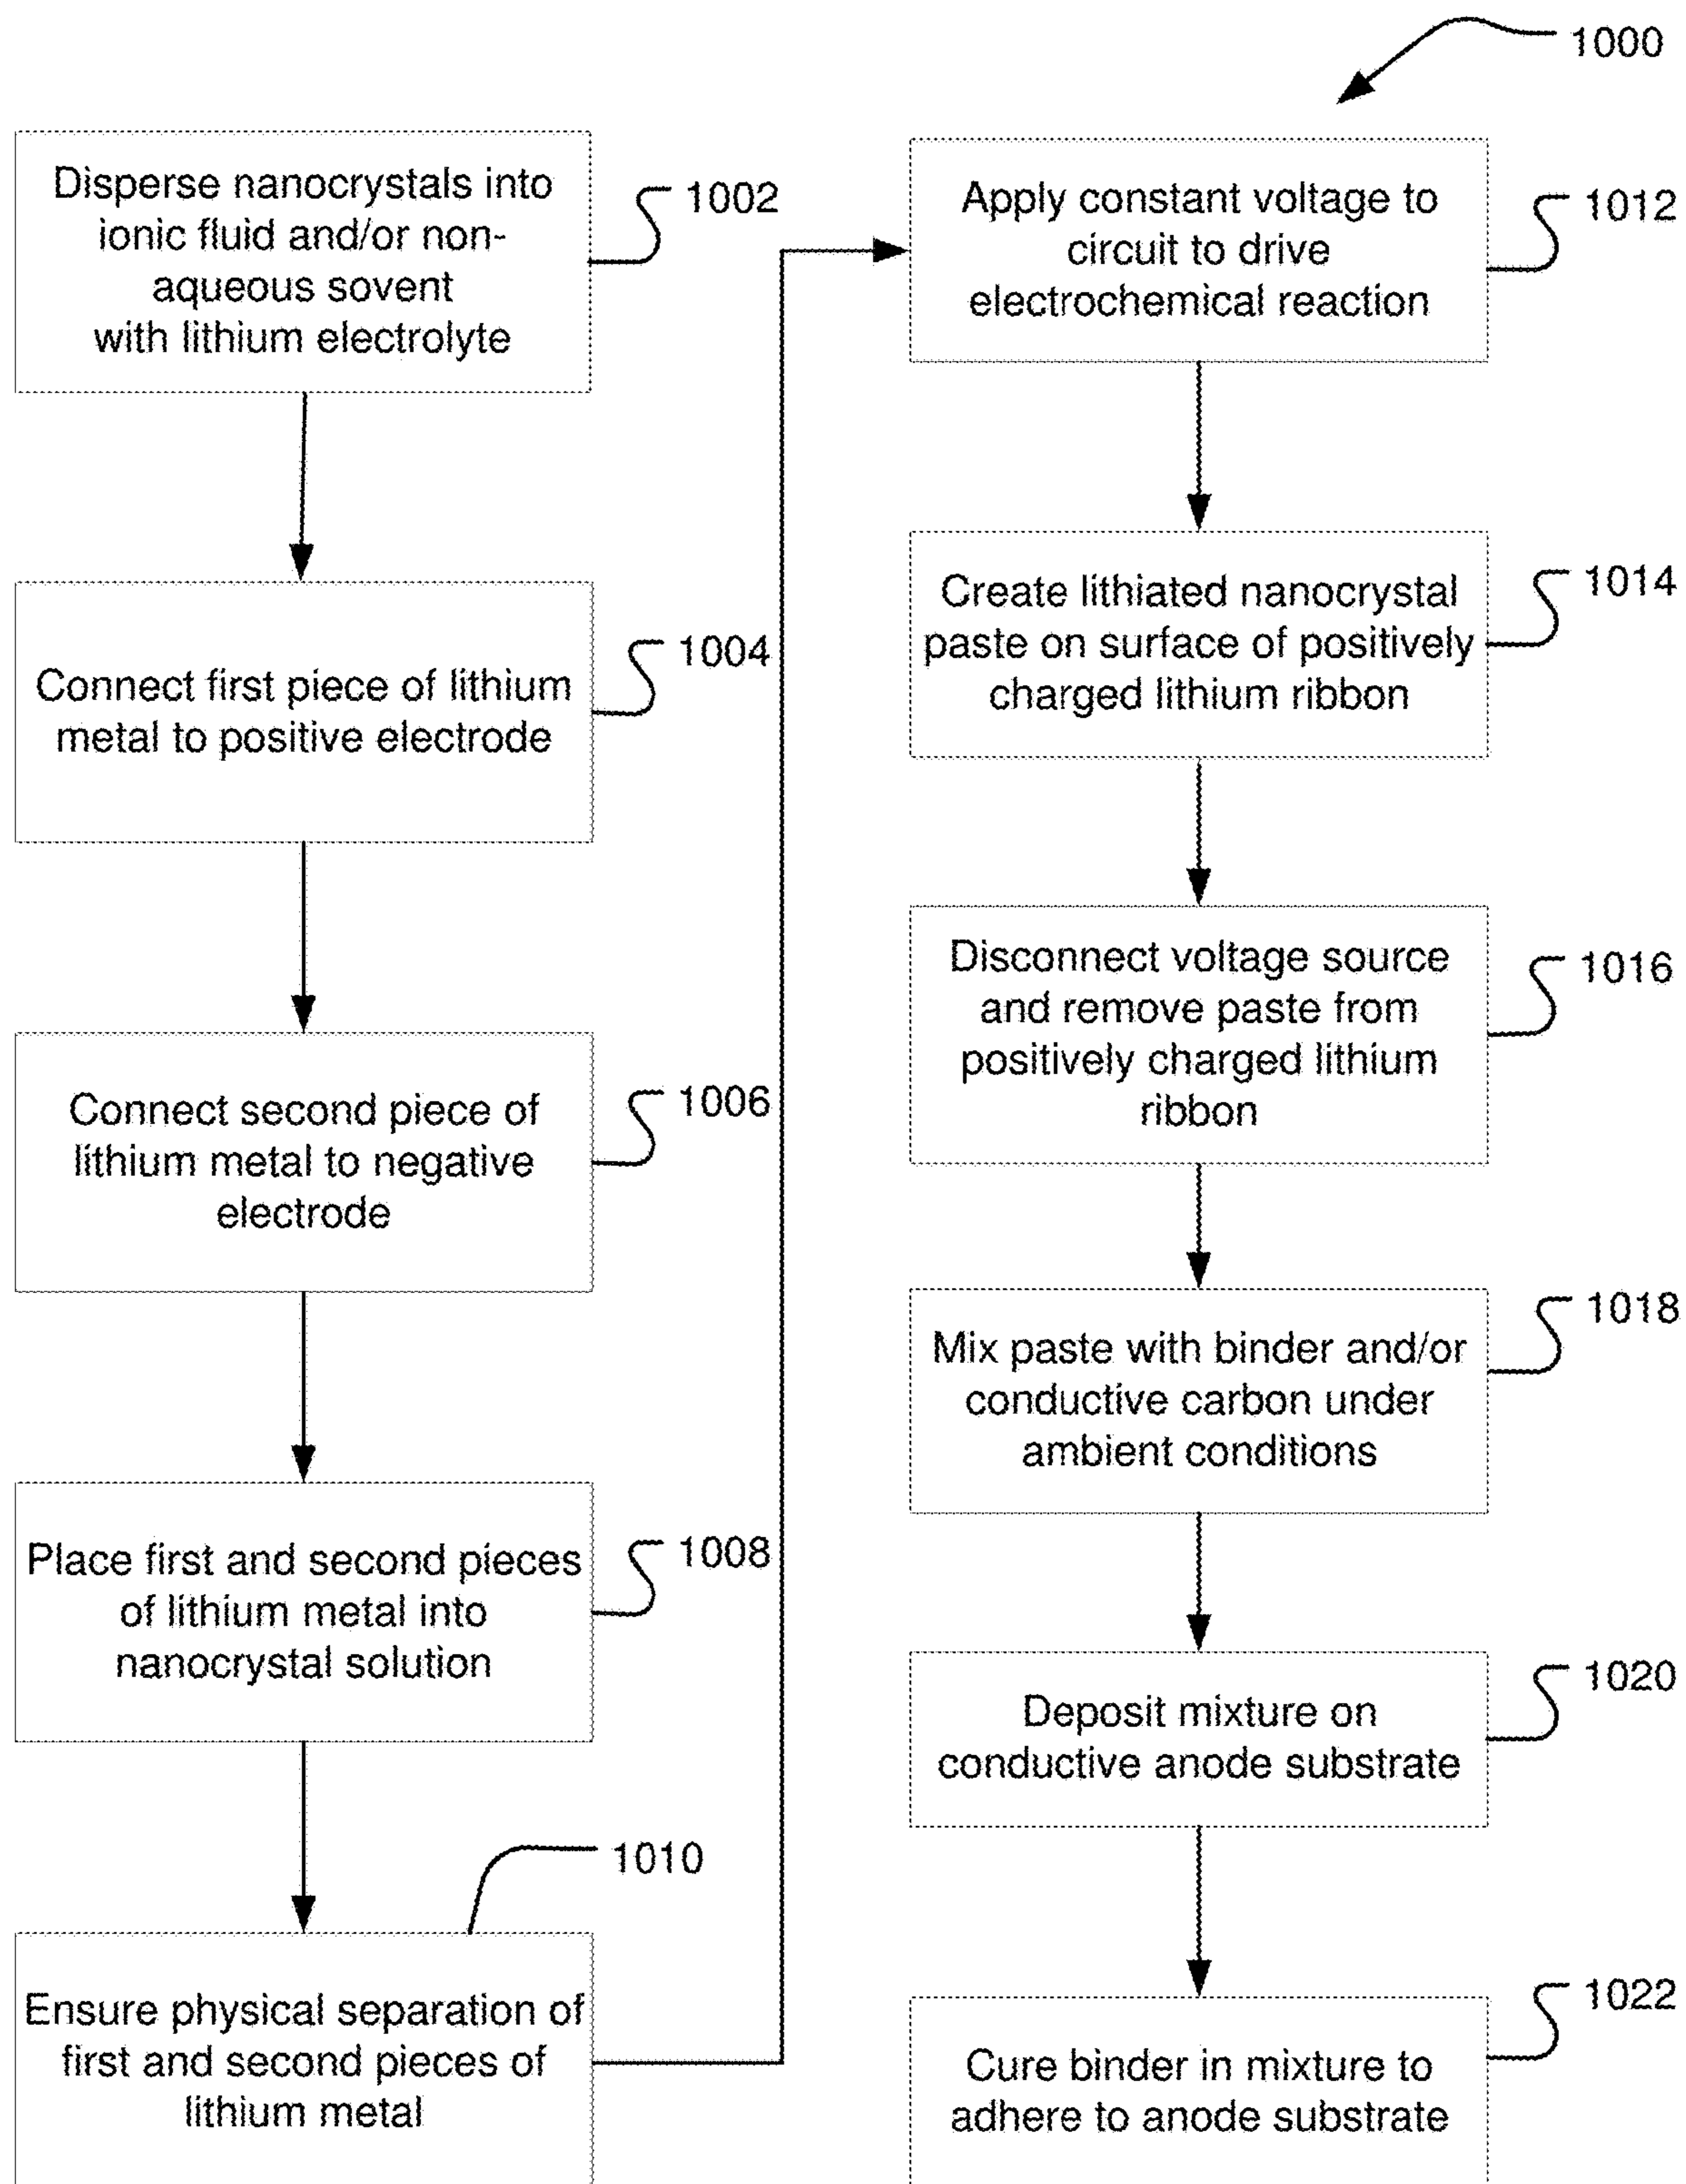 1000
Disperse nanocrystals into
ionic fluid and/or non-
aqueous sovent
with lithium electrolyte
1002
Connect first piece of lithium
metal to positive electrode
1004
Connect second piece of
lithium metal to negative
electrode
1006
Place first and second pieces
of lithium metal into
nanocrystal solution
1008
Ensure physical separation of
first and second pieces of
lithium metal
1010
Apply constant voltage to
circuit to drive
electrochemical reaction
1012
Create lithiated nanocrystal
paste on surface of positively
charged lithium ribbon
1014
Disconnect voltage source
and remove paste from
positively charged lithium
ribbon
1016
Mix paste with binder and/or
conductive carbon under
ambient conditions
1018
Deposit mixture on
conductive anode substrate
1020
Cure binder in mixture to
adhere to anode substrate
1022